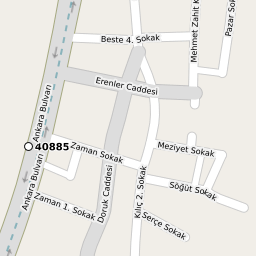 Mehmet Zahit K
Pazar Sok
Beste 4. Sokak
Erenler Caddesi
Ankara Bulvarı
40885
Zaman Sokak
Meziyet Sokak
Ankara Bulvarı
Söğüt Sokak
Doruk Caddesi
Kılıç 2. Sokak
Zaman 1. Sokak
Serçe Sokak